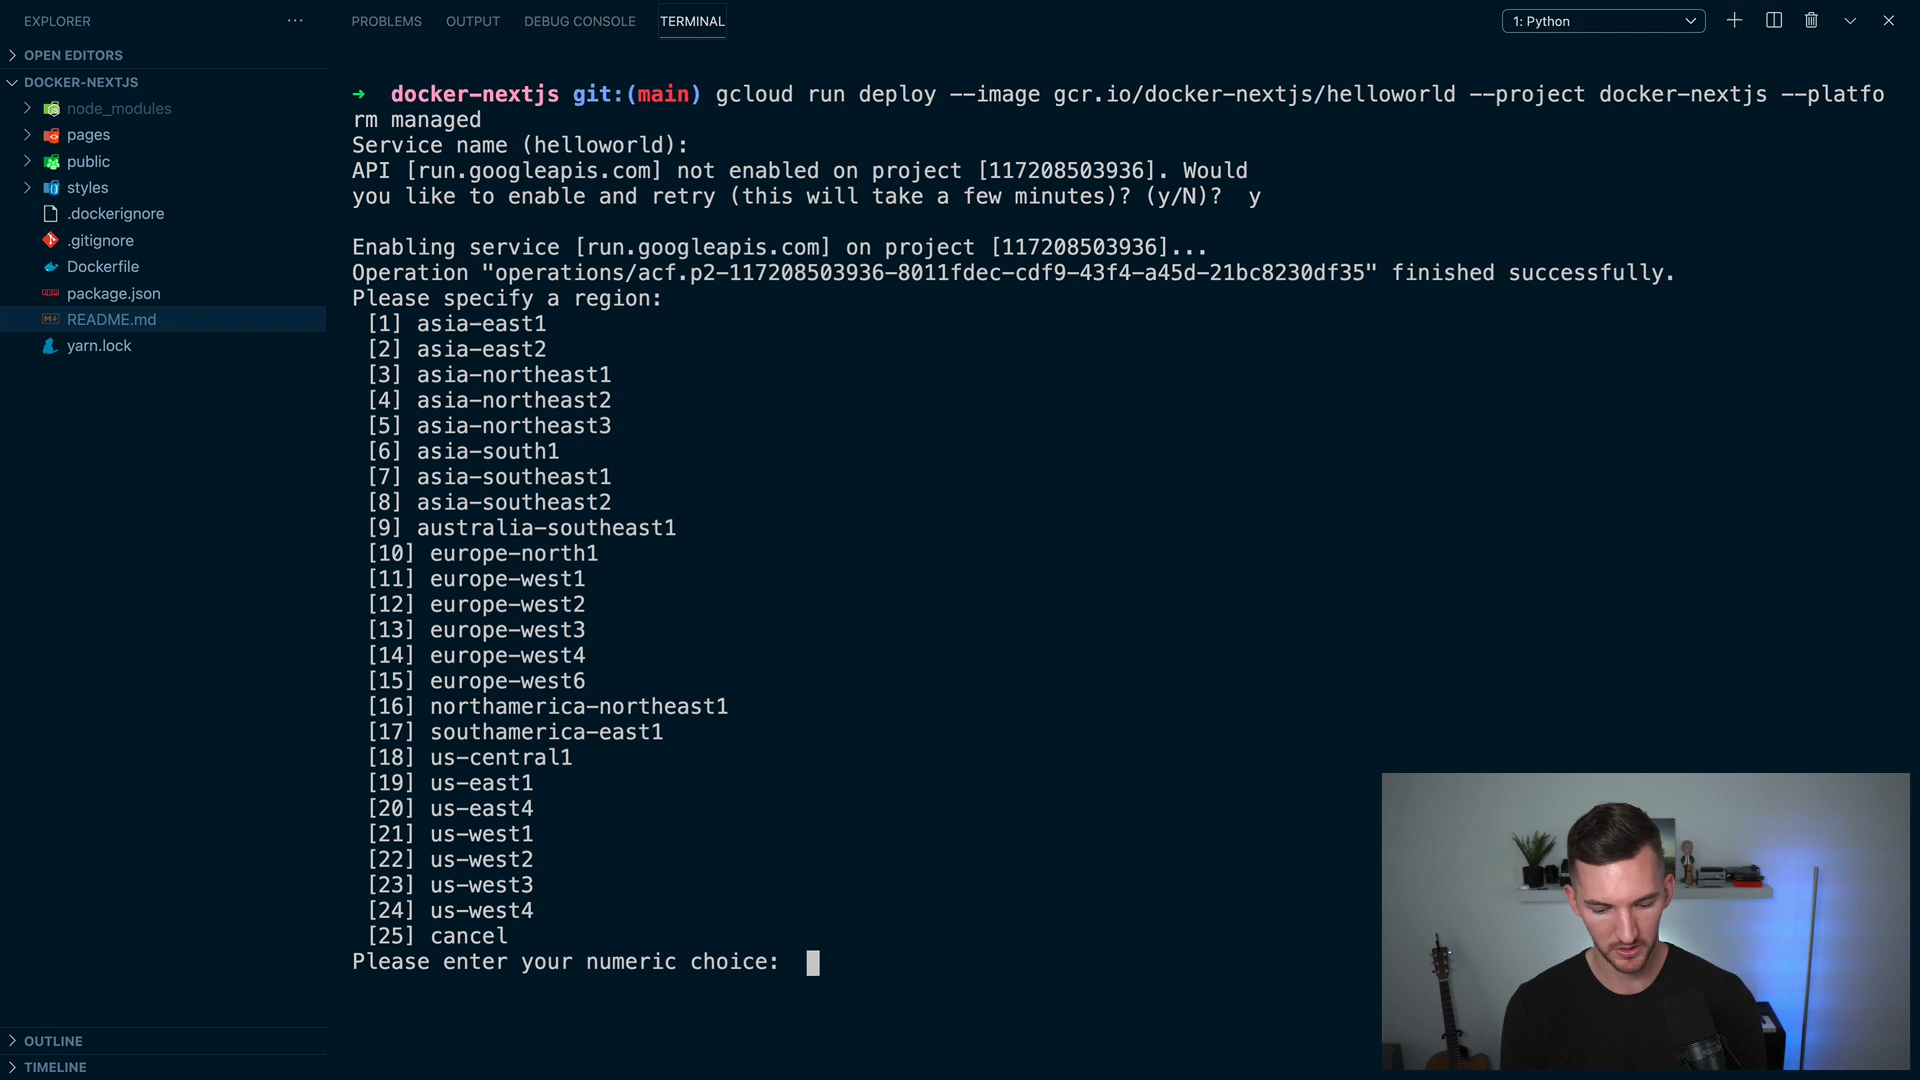 EXPLORER
OPEN EDITORS
DOCKER-NEXTJS
node_modules
pages
public
styles
.dockerignore
.gitignore
Dockerfile
package.json
README.md
yarn.lock
OUTLINE
TIMELINE
PROBLEMS OUTPUT DEBUG CONSOLE TERMINAL
1: Python
→ docker-nextjs git:(main) gcloud run deploy --image gcr.io/docker-nextjs/helloworld --project docker-nextjs --platfo
rm managed
Service name (helloworld):
API [run.googleapis.com] not enabled on project [117208503936]. Would
you like to enable and retry (this will take a few minutes)? (y/N)? y
Enabling service [run.googleapis.com] on project [117208503936]...
Operation "operations/acf.p2-117208503936-8011fdec-cdf9-43f4-a45d-21bc8230df35" finished successfully.
Please specify a region:
[1] asia-east1
[2] asia-east2
[3] asia-northeast1
[4] asia-northeast2
[5] asia-northeast3
[6] asia-south1
[7] asia-southeast1
[8] asia-southeast2
[9] australia-southeast1
[10] europe-north1
[11] europe-west1
[12] europe-west2
[13] europe-west3
[14] europe-west4
[15] europe-west6
[16] northamerica-northeast1
[17] southamerica-east1
[18] us-central1
[19] us-east1
[20] us-east4
[21] us-west1
[22] us-west2
[23] us-west3
[24] us-west4
[25] cancel
Please enter your numeric choice: